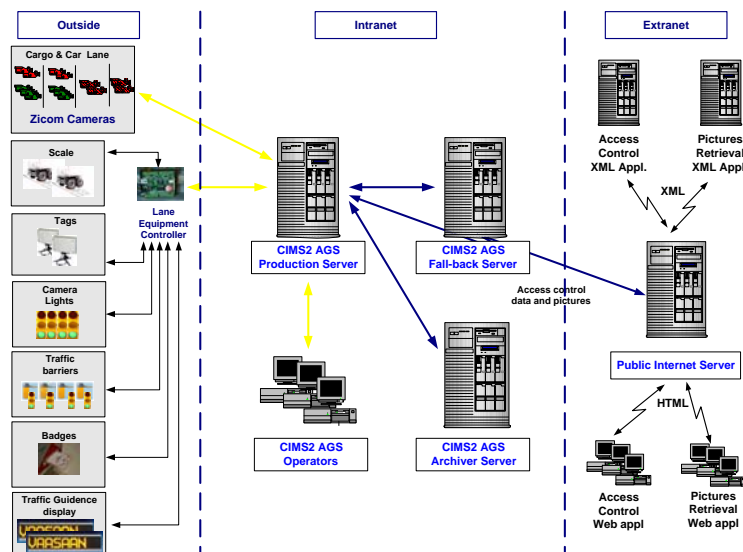 Outside
Intranet
Extranet
Cargo & Car Lane
Zicom Cameras
Scale
Lane
Equipment
Controller
Tags
Camera
Lights
Traffic
barriers
Badges
Traffic Guidence
display
VAASAAN
VAASAAN
CIMS2 AGS
Production Server
CIMS2 AGS
Fall-back Server
CIMS2 AGS
Operators
CIMS2 AGS
Archiver Server
Access control
data and pictures
Access
Control
XML Appl.
Pictures
Retrieval
XML Appl
XML
Public Internet Server
HTML
Access
Control
Web appl
Pictures
Retrieval
Web appl